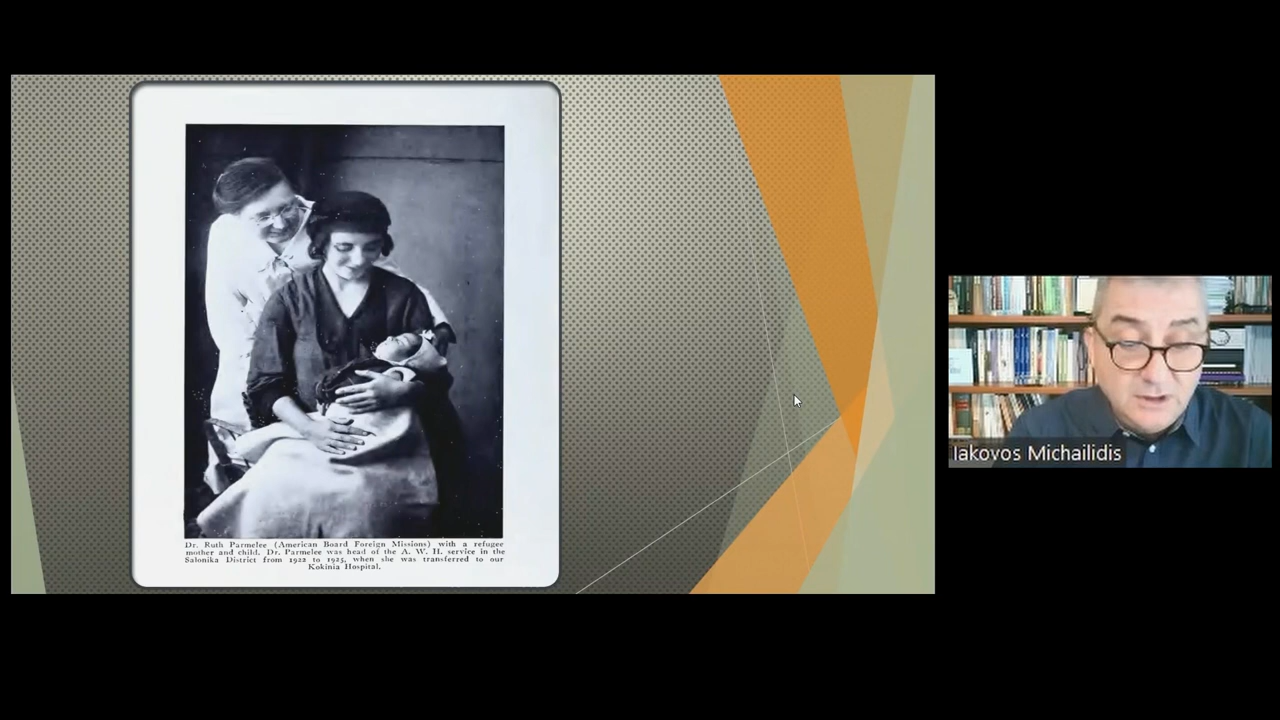 Dr. Ruth Parmelee (American Board Foreign Missions) with a refugee
mother and child. Dr. Parmelee was head of the A. W. H. service in the
Salonika District from 1922 to 1925, when she was transferred to our
Kokinia Hospital.
Iakovos Michailidis